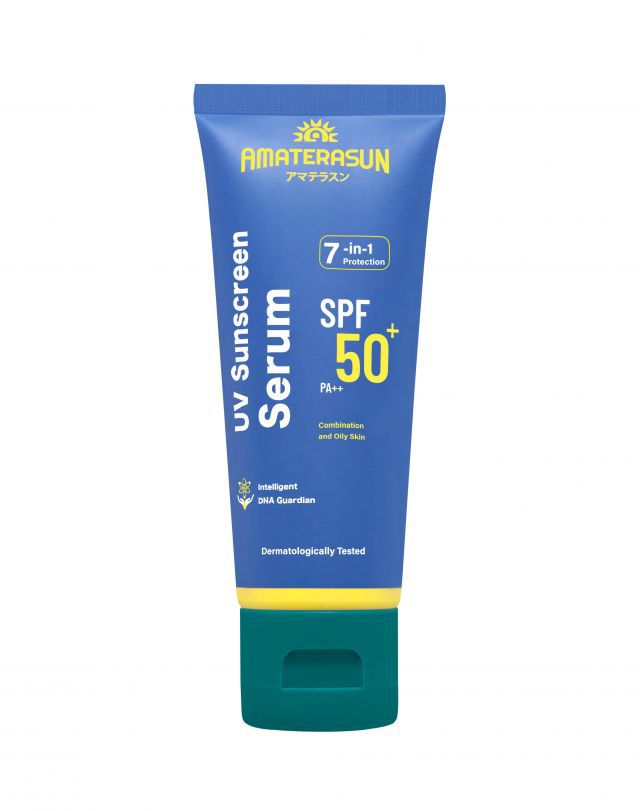 AMATERASUN
アマテラスン
UV Sunscreen
Serum
7-in-1
Protection
SPF
50+
PA++
Combination
and Oily Skin
Intelligent
DNA Guardian
Dermatologically Tested